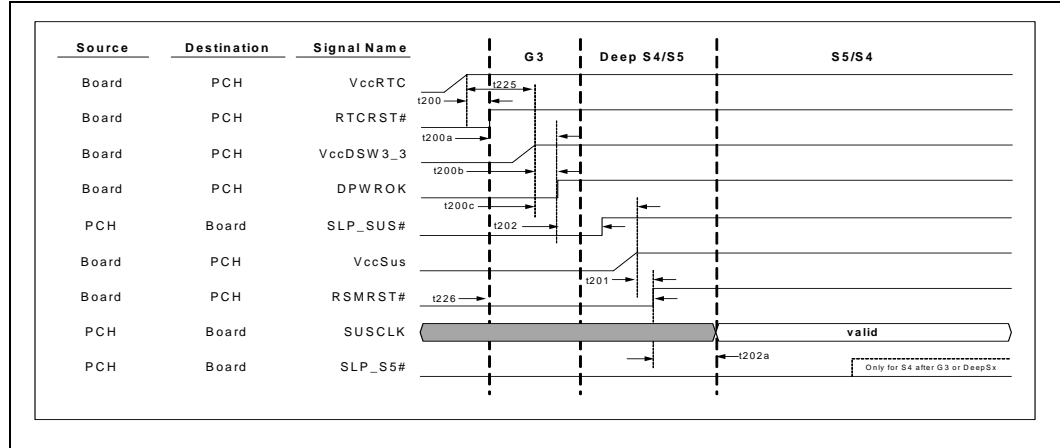 Source Destination Signal Name G3 Deep S4/S5 S5/S4
Board PCH VccRTC
t225
t200
Board PCH RTCRST#
t200a
Board PCH VccDSW3_3
t200b
Board PCH DPWROK
t200c
PCH Board SLP_SUS# t202
Board PCH VccSus
t201
Board PCH RSMRST# t226
PCH Board SUSCLK valid
t202a
PCH Board SLP_S5# Only for S4 after G3 or DeepSx